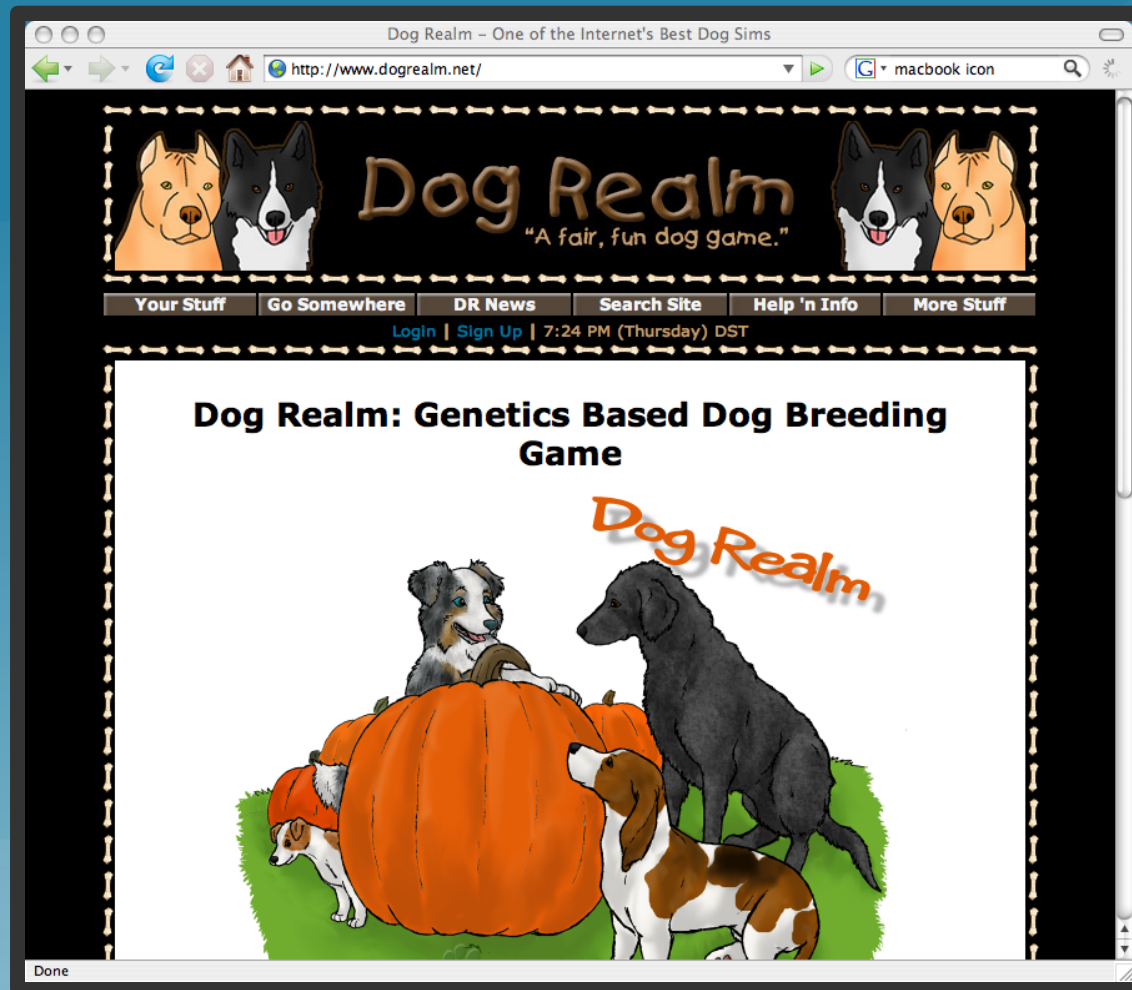 Dog Realm – One of the Internet's Best Dog Sims
http://www.dogrealm.net/
G macbook icon
Dog Realm
"A fair, fun dog game."
Your Stuff Go Somewhere DR News Search Site Help 'n Info More Stuff
Login | Sign Up | 7:24 PM (Thursday) DST
Dog Realm: Genetics Based Dog Breeding
Game
Dog Realm
Done